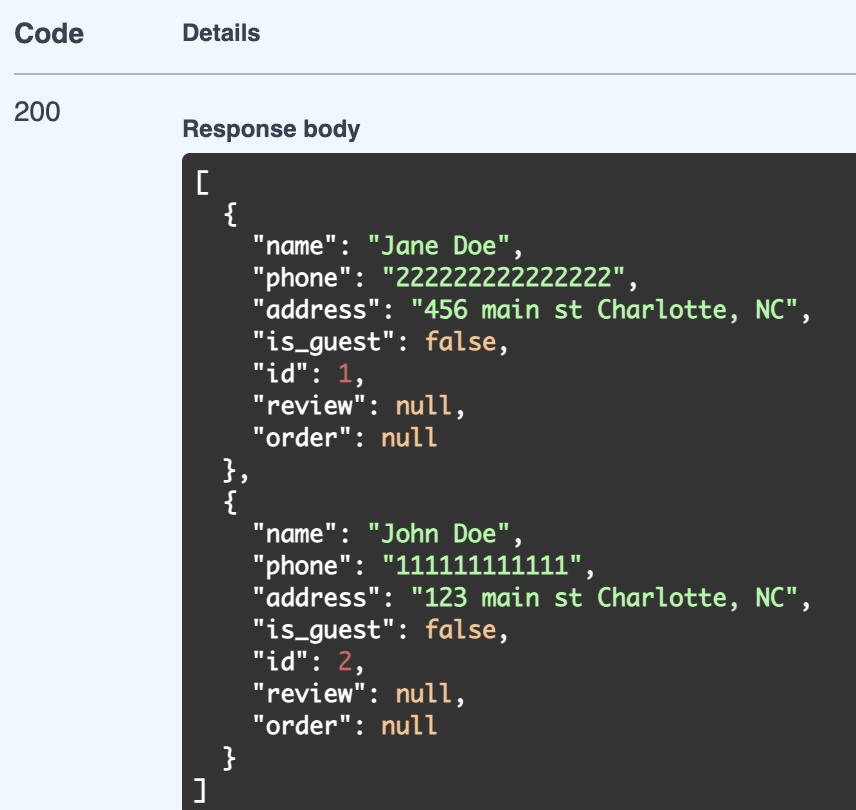 Code Details
200
Response body
[
  {
    "name": "Jane Doe",
    "phone": "222222222222222",
    "address": "456 main st Charlotte, NC",
    "is_guest": false,
    "id": 1,
    "review": null,
    "order": null
  },
  {
    "name": "John Doe",
    "phone": "111111111111",
    "address": "123 main st Charlotte, NC",
    "is_guest": false,
    "id": 2,
    "review": null,
    "order": null
  }
]